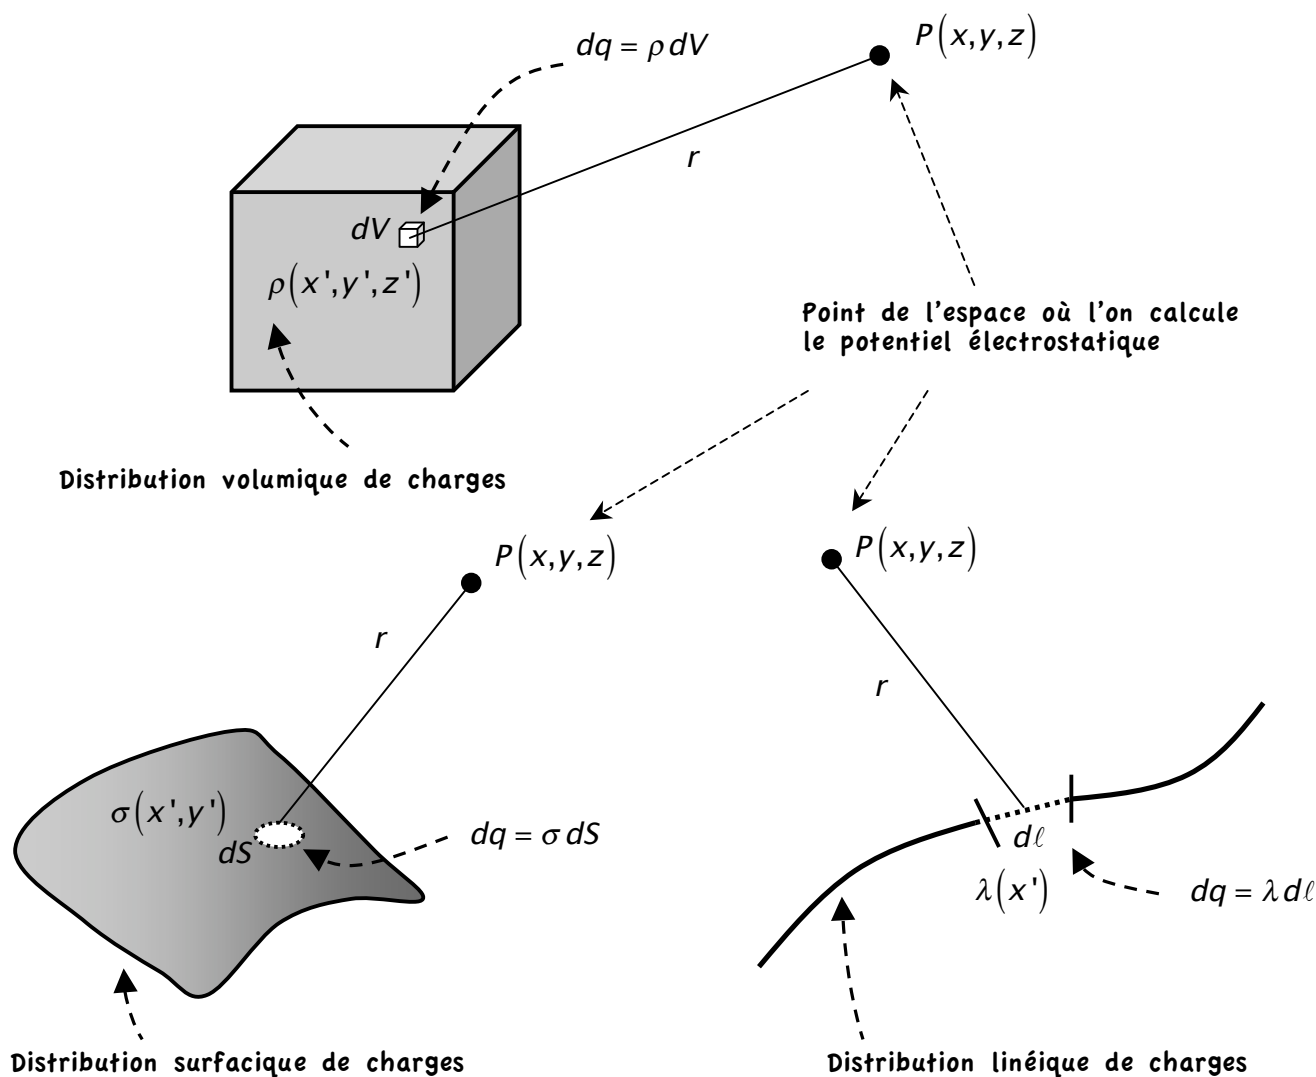 dq = ρ dV
P(x,y,z)
r
dV
ρ(x',y',z')
Point de l'espace où l'on calcule
le potentiel électrostatique
Distribution volumique de charges
P(x,y,z)
P(x,y,z)
r
r
σ(x',y')
dS
dq = σ dS
dℓ
λ(x')
dq = λ dℓ
Distribution surfacique de charges
Distribution linéique de charges